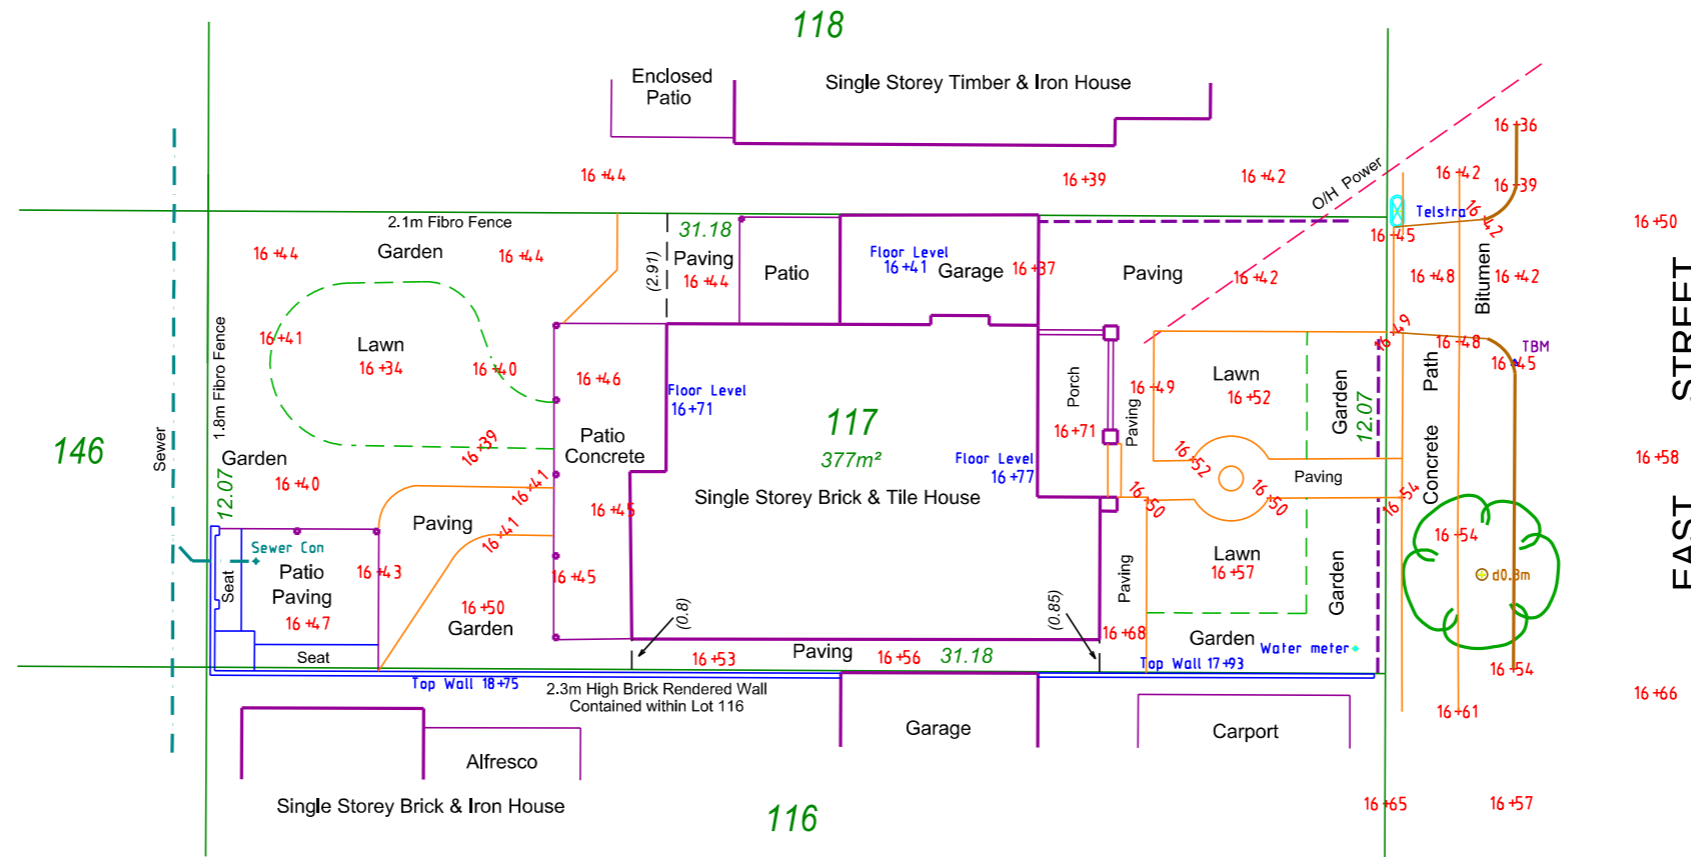 118
Enclosed
Patio
Single Storey Timber & Iron House
16+36
16+44
16+39
16+42
O/H Power
16+42
16+39
2.1m Fibro Fence
31.18
Telstra
16+42
16+50
16+44
Garden
16+44
(2.91)
Paving
16+44
Patio
Floor Level
16+41
Garage
16+37
Paving
16+42
16+45
16+48
Bitumen
16+42
EAST STREET
1.8m Fibro Fence
16+41
Lawn
16+34
16+40
16+46
Floor Level
16+71
Porch
16+71
16+49
Paving
Lawn
16+52
Garden
12.07
16+49
16+48
Path
Concrete
TBM
16+45
146
Sewer
Garden
16+40
12.07
16+39
Patio
Concrete
117
377m²
Single Storey Brick & Tile House
Floor Level
16+77
16+52
16+50
16+50
Paving
16+54
16+58
16+41
Paving
16+41
16+45
Sewer Con
Seat
Patio
Paving
16+47
16+43
16+45
16+50
Garden
Paving
Lawn
16+57
Garden
16+54
d0.3m
(0.8)
(0.85)
16+68
Garden
Water meter
Seat
16+53
Paving
16+56
31.18
Top Wall 17+93
16+54
Top Wall 18+75
2.3m High Brick Rendered Wall
Contained within Lot 116
16+61
16+66
Garage
Carport
Alfresco
Single Storey Brick & Iron House
116
16+65
16+57